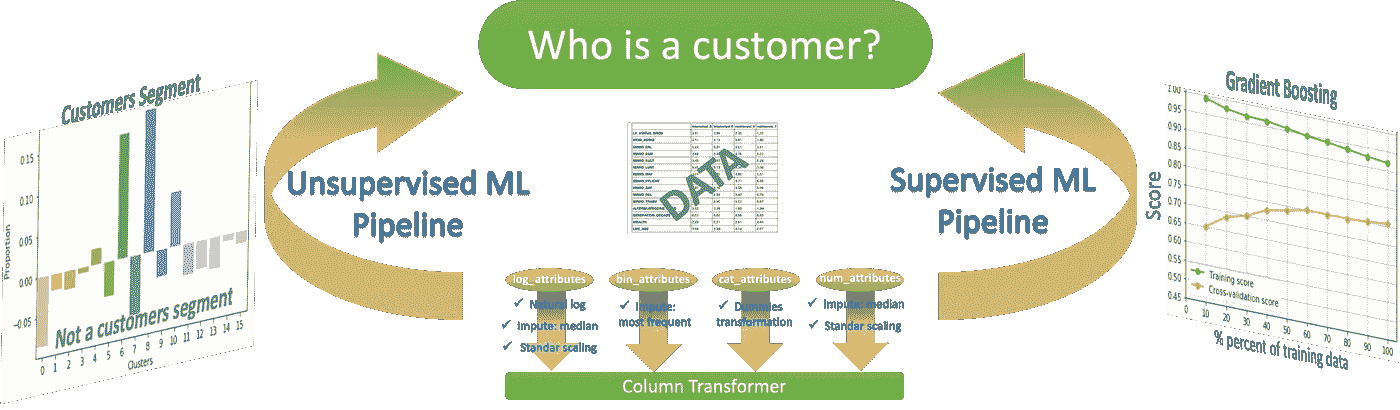 Who is a customer?
Customers Segment
0.15
0.10
0.05
0.00
−0.05
Proportion
Not a customers segment
0 1 2 3 4 5 6 7 8 9 10 11 12 13 14 15
Clusters
Unsupervised ML
Pipeline
DATA
Supervised ML
Pipeline
log_attributes
✓ Natural log
✓ Impute: median
✓ Standar scaling
bin_attributes
✓ Impute:
most frequent
cat_attributes
✓ Dummies
transformation
num_attributes
✓ Impute: median
✓ Standar scaling
Column Transformer
Gradient Boosting
1.00
0.95
0.90
0.85
0.80
0.75
0.70
0.65
0.60
0.55
0.50
0.45
Score
Training score
Cross-validation score
10 20 30 40 50 60 70 80 90 100
% percent of training data